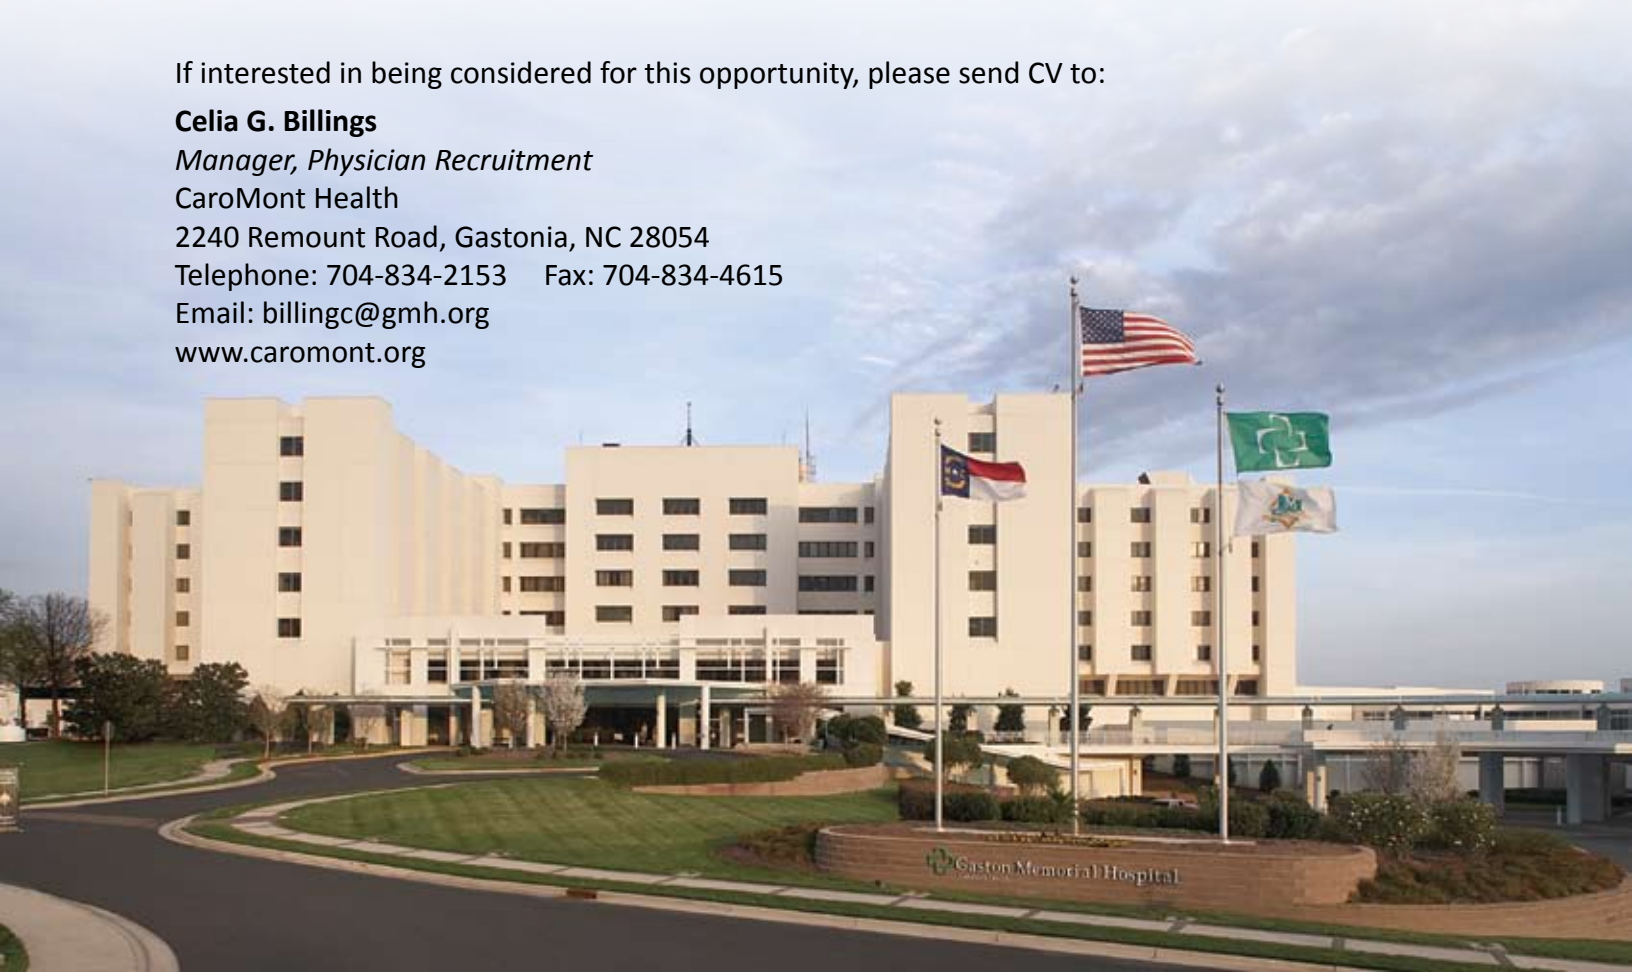 If interested in being considered for this opportunity, please send CV to:
Celia G. Billings
Manager, Physician Recruitment
CaroMont Health
2240 Remount Road, Gastonia, NC 28054
Telephone: 704-834-2153     Fax: 704-834-4615
Email: billingc@gmh.org
www.caromont.org
Gaston Memorial Hospital